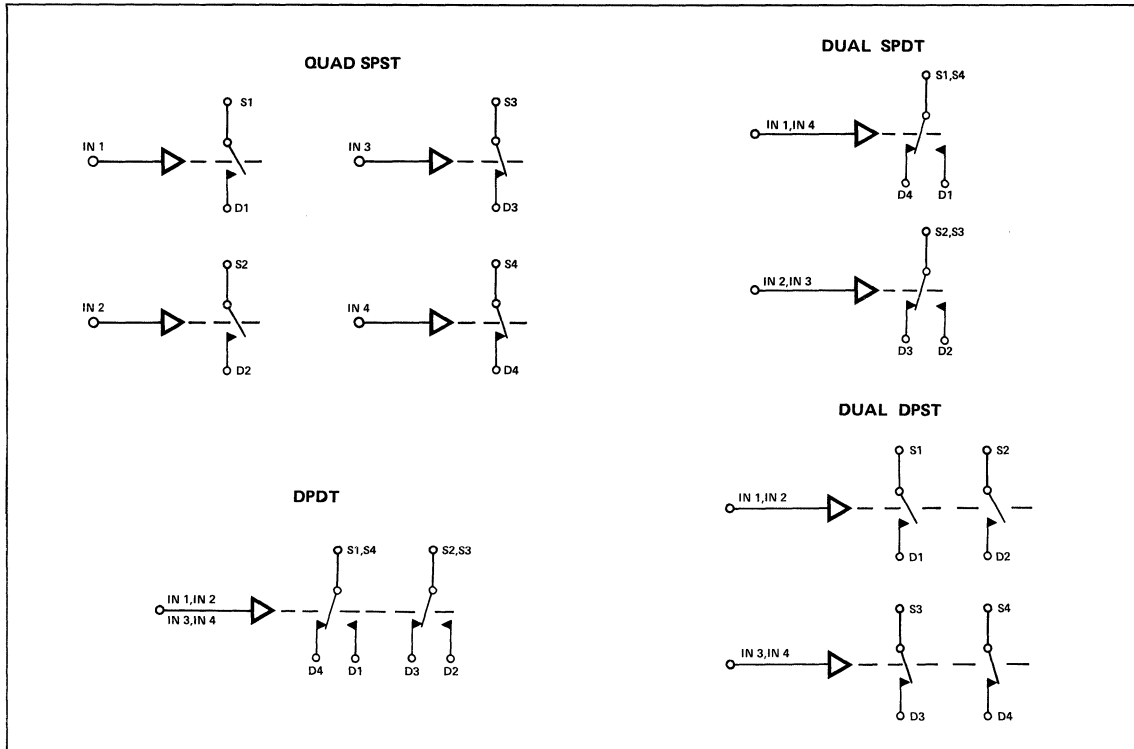 QUAD SPST
S1
IN 1
D1
S3
IN 3
D3
S2
IN 2
D2
S4
IN 4
D4
DUAL SPDT
S1,S4
IN 1,IN 4
D4 D1
S2,S3
IN 2,IN 3
D3 D2
DPDT
S1,S4 S2,S3
IN 1,IN 2
IN 3,IN 4
D4 D1 D3 D2
DUAL DPST
S1 S2
IN 1,IN 2
D1 D2
S3 S4
IN 3,IN 4
D3 D4